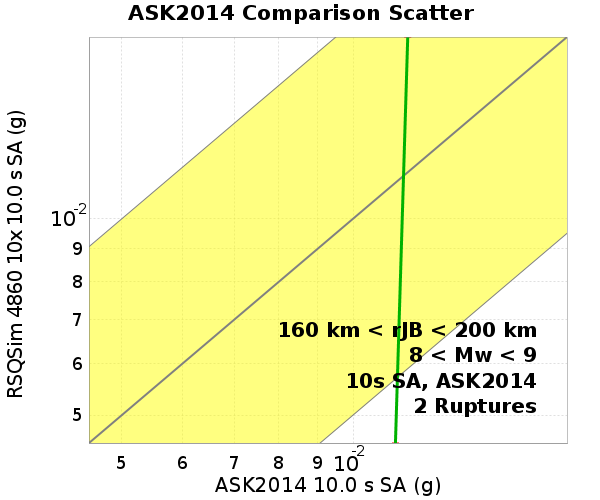 ASK2014 Comparison Scatter
RSQSim 4860 10x 10.0 s SA (g)
10-2
9
8
7
6
5
160 km < rJB < 200 km
8 < Mw < 9
10s SA, ASK2014
2 Ruptures
5 6 7 8 9 10-2
ASK2014 10.0 s SA (g)